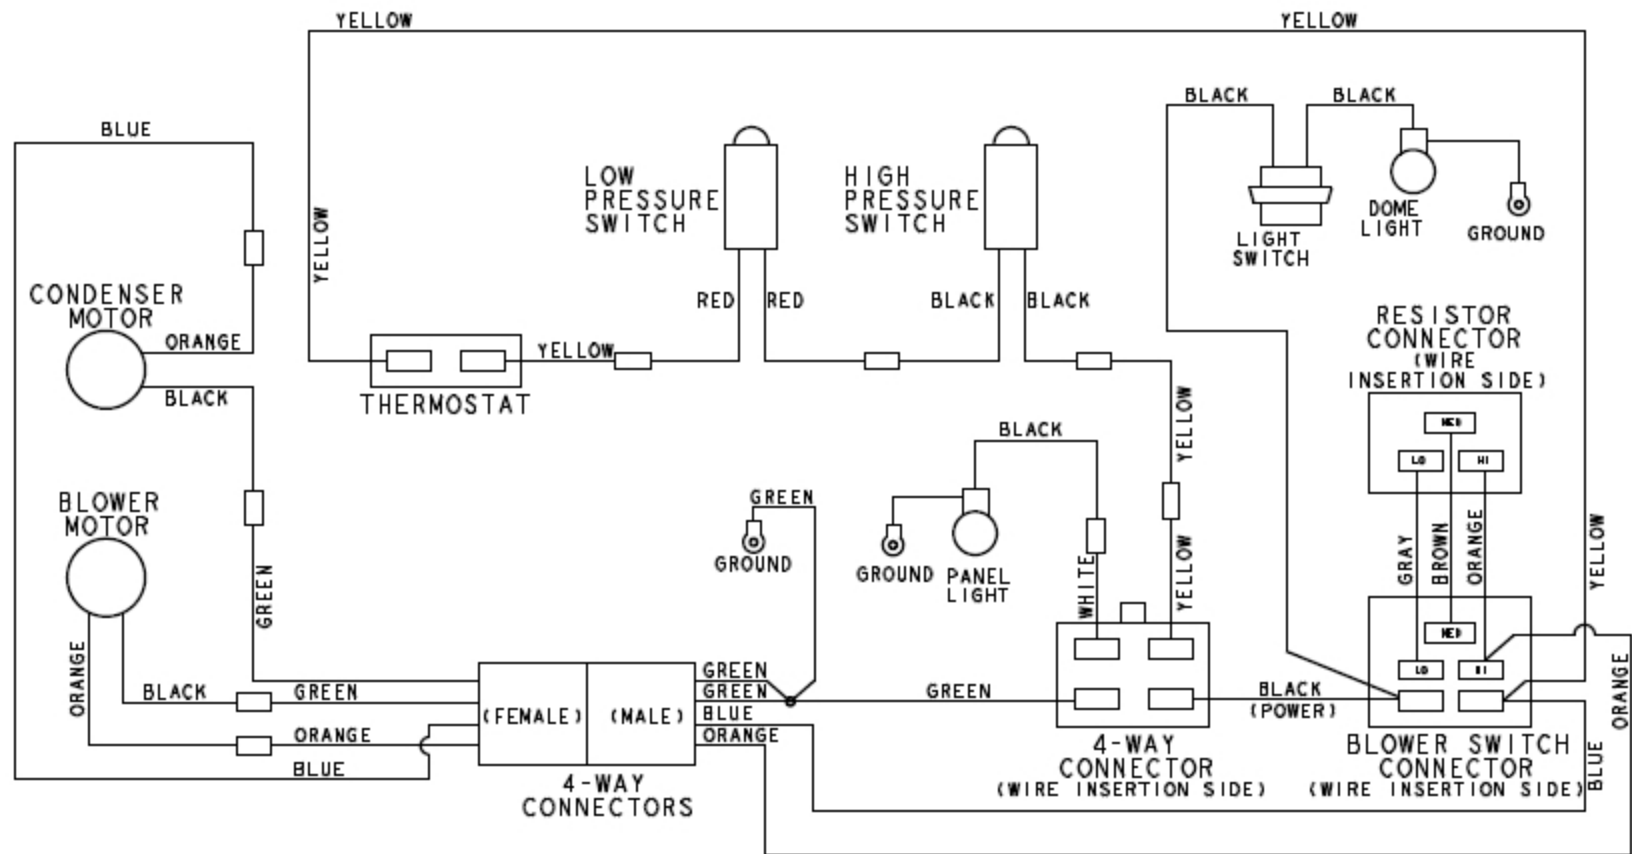 YELLOW
YELLOW
BLACK
BLACK
BLUE
LOW
PRESSURE
SWITCH
HIGH
PRESSURE
SWITCH
DOME
LIGHT
GROUND
LIGHT
SWITCH
YELLOW
CONDENSER
MOTOR
ORANGE
BLACK
RED
RED
BLACK
BLACK
YELLOW
THERMOSTAT
RESISTOR
CONNECTOR
(WIRE
INSERTION SIDE)
MED
LO
HI
BLACK
YELLOW
BLOWER
MOTOR
GREEN
GREEN
GROUND
GROUND
PANEL
LIGHT
WHITE
YELLOW
GRAY
BROWN
ORANGE
YELLOW
MED
LO
HI
ORANGE
BLACK
GREEN
ORANGE
BLUE
(FEMALE)
(MALE)
4-WAY
CONNECTORS
GREEN
GREEN
BLUE
ORANGE
GREEN
BLACK
(POWER)
4-WAY
CONNECTOR
(WIRE INSERTION SIDE)
BLOWER SWITCH
CONNECTOR
(WIRE INSERTION SIDE)
BLUE
ORANGE